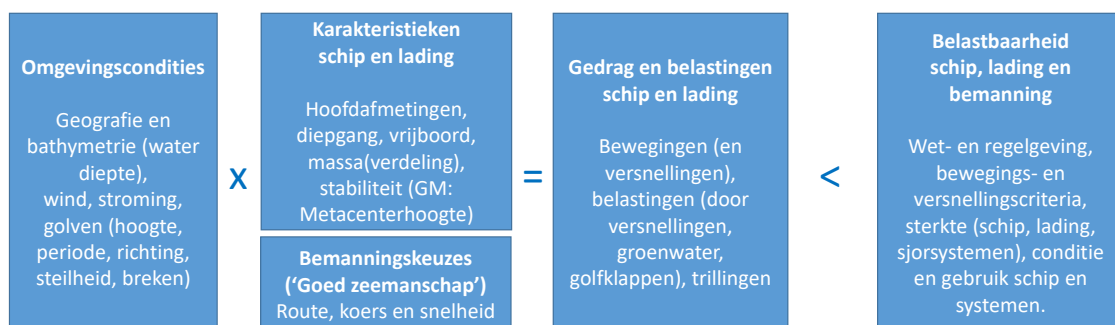 Omgevingscondities
Geografie en
bathymetrie (water
diepte),
wind, stroming,
golven (hoogte,
periode, richting,
steilheid, breken)
x
Karakteristieken
schip en lading
Hoofdafmetingen,
diepgang, vrijboord,
massa(verdeling),
stabiliteit (GM:
Metacenterhoogte)
Bemanningskeuzes
(‘Goed zeemanschap’)
Route, koers en snelheid
=
Gedrag en belastingen
schip en lading
Bewegingen (en
versnellingen),
belastingen (door
versnellingen,
groenwater,
golfklappen), trillingen
<
Belastbaarheid
schip, lading en
bemanning
Wet- en regelgeving,
bewegings- en
versnellingscriteria,
sterkte (schip, lading,
sjorsystemen), conditie
en gebruik schip en
systemen.